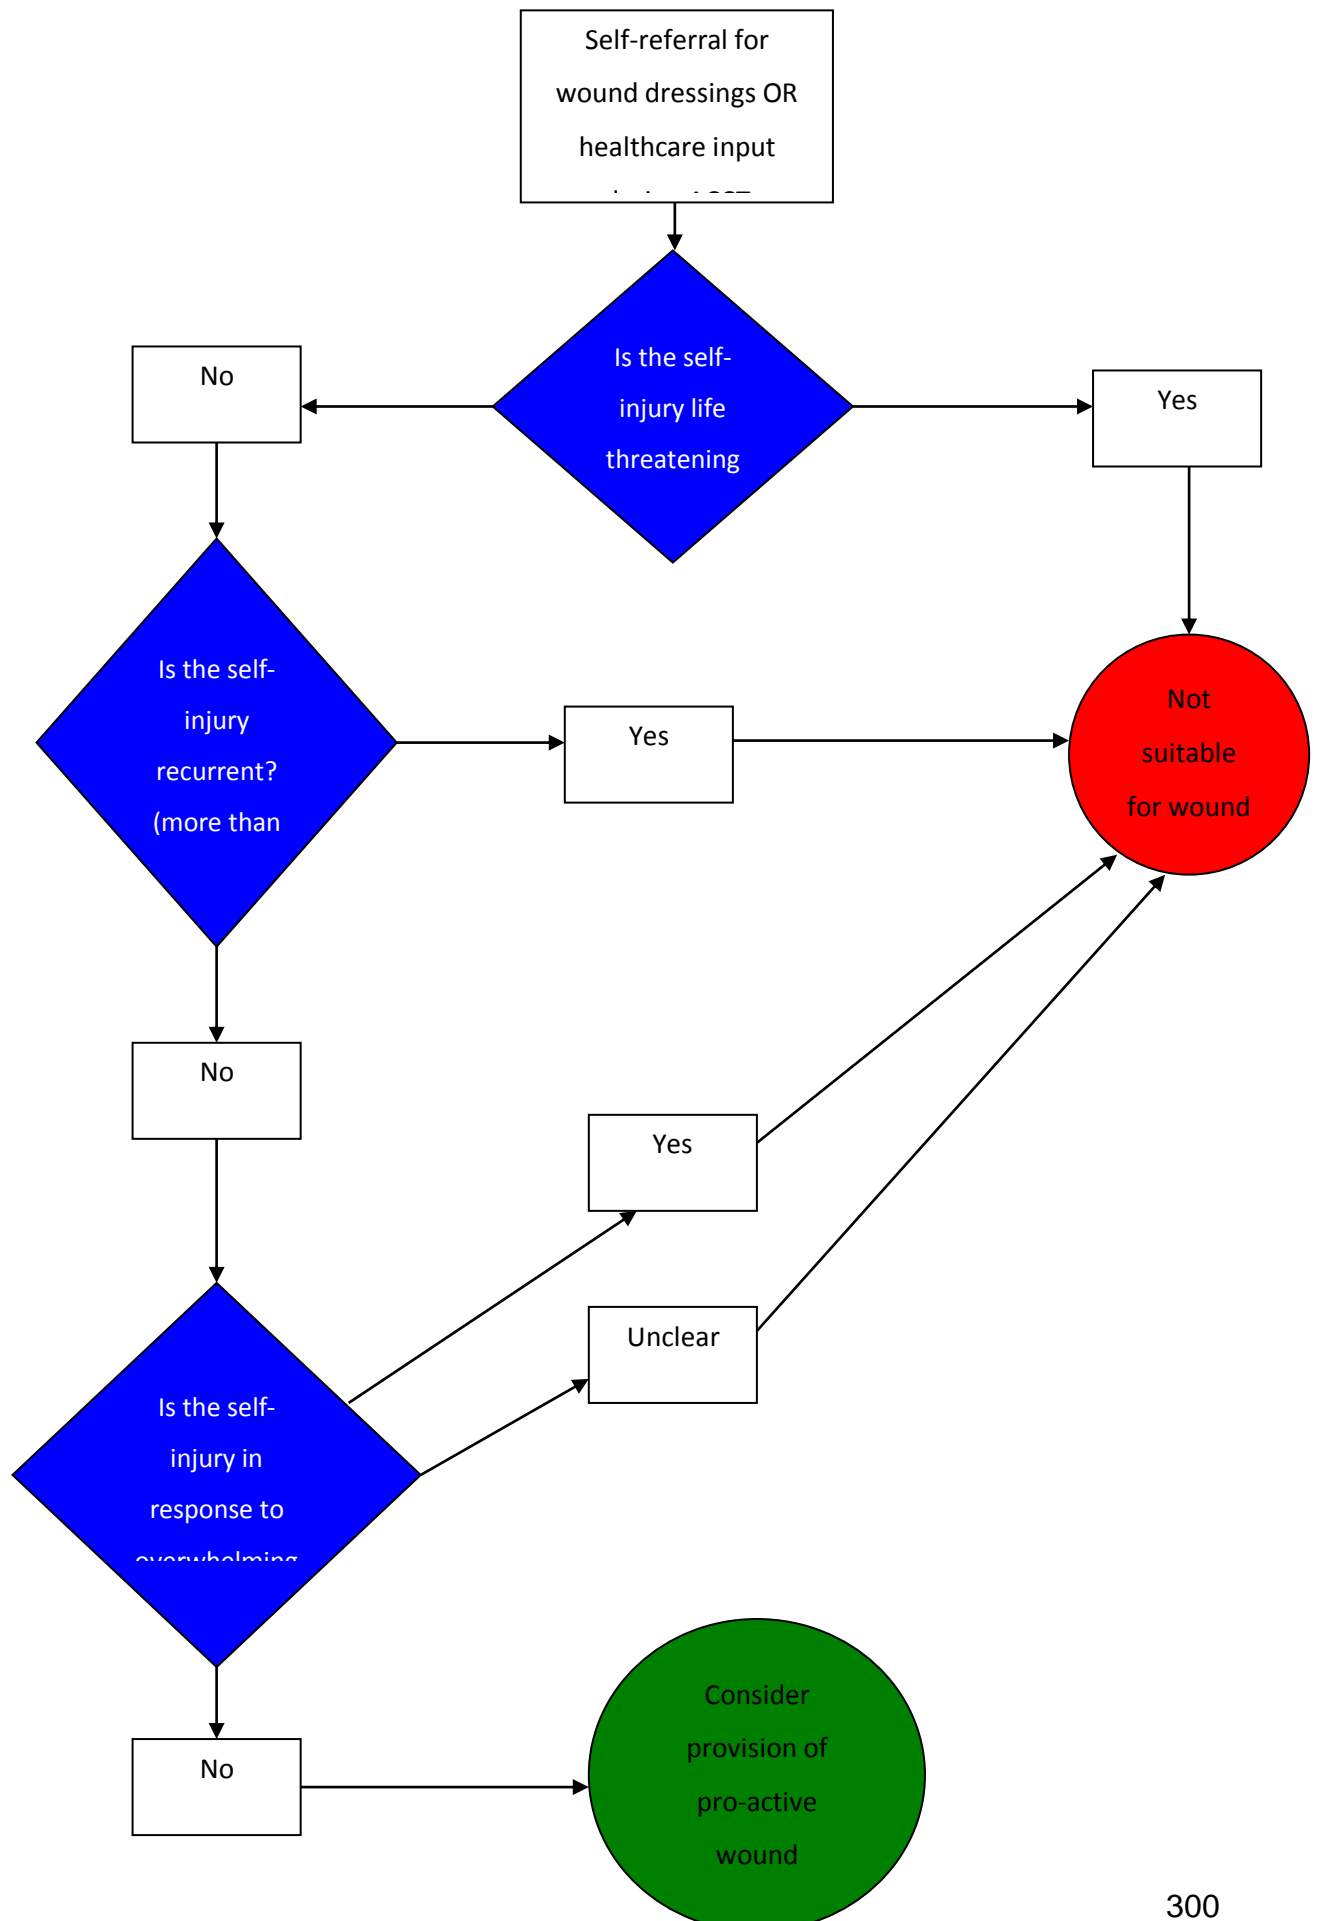 Self-referral for
wound dressings OR
healthcare input
Is the self-
injury life
threatening
No
Yes
Is the self-
injury
recurrent?
(more than
Yes
Not
suitable
for wound
No
Yes
Unclear
Is the self-
injury in
response to
overwhelming
No
Consider
provision of
pro-active
wound
300